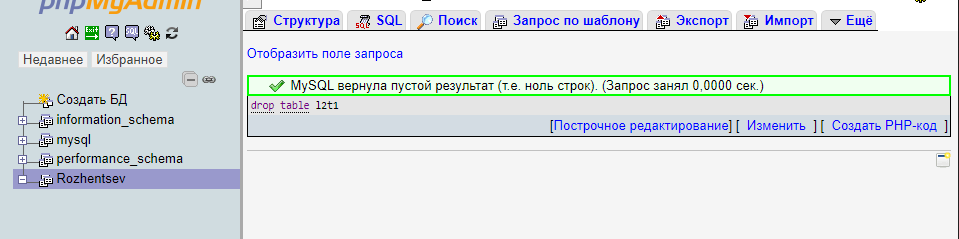 phpMyAdmin
Недавнее Избранное
Создать БД
information_schema
mysql
performance_schema
Rozhentsev
Структура SQL Поиск Запрос по шаблону Экспорт Импорт Ещё
Отобразить поле запроса
MySQL вернула пустой результат (т.е. ноль строк). (Запрос занял 0,0000 сек.)
drop table l2t1
[Построчное редактирование] [ Изменить ] [ Создать PHP-код ]